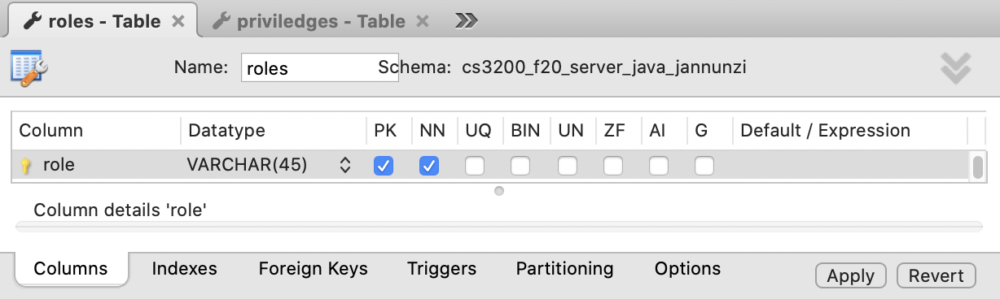 roles - Table priviledges - Table
Name: roles Schema: cs3200_f20_server_java_jannunzi
Column Datatype PK NN UQ BIN UN ZF AI G Default / Expression
role VARCHAR(45)
Column details 'role'
Columns Indexes Foreign Keys Triggers Partitioning Options Apply Revert